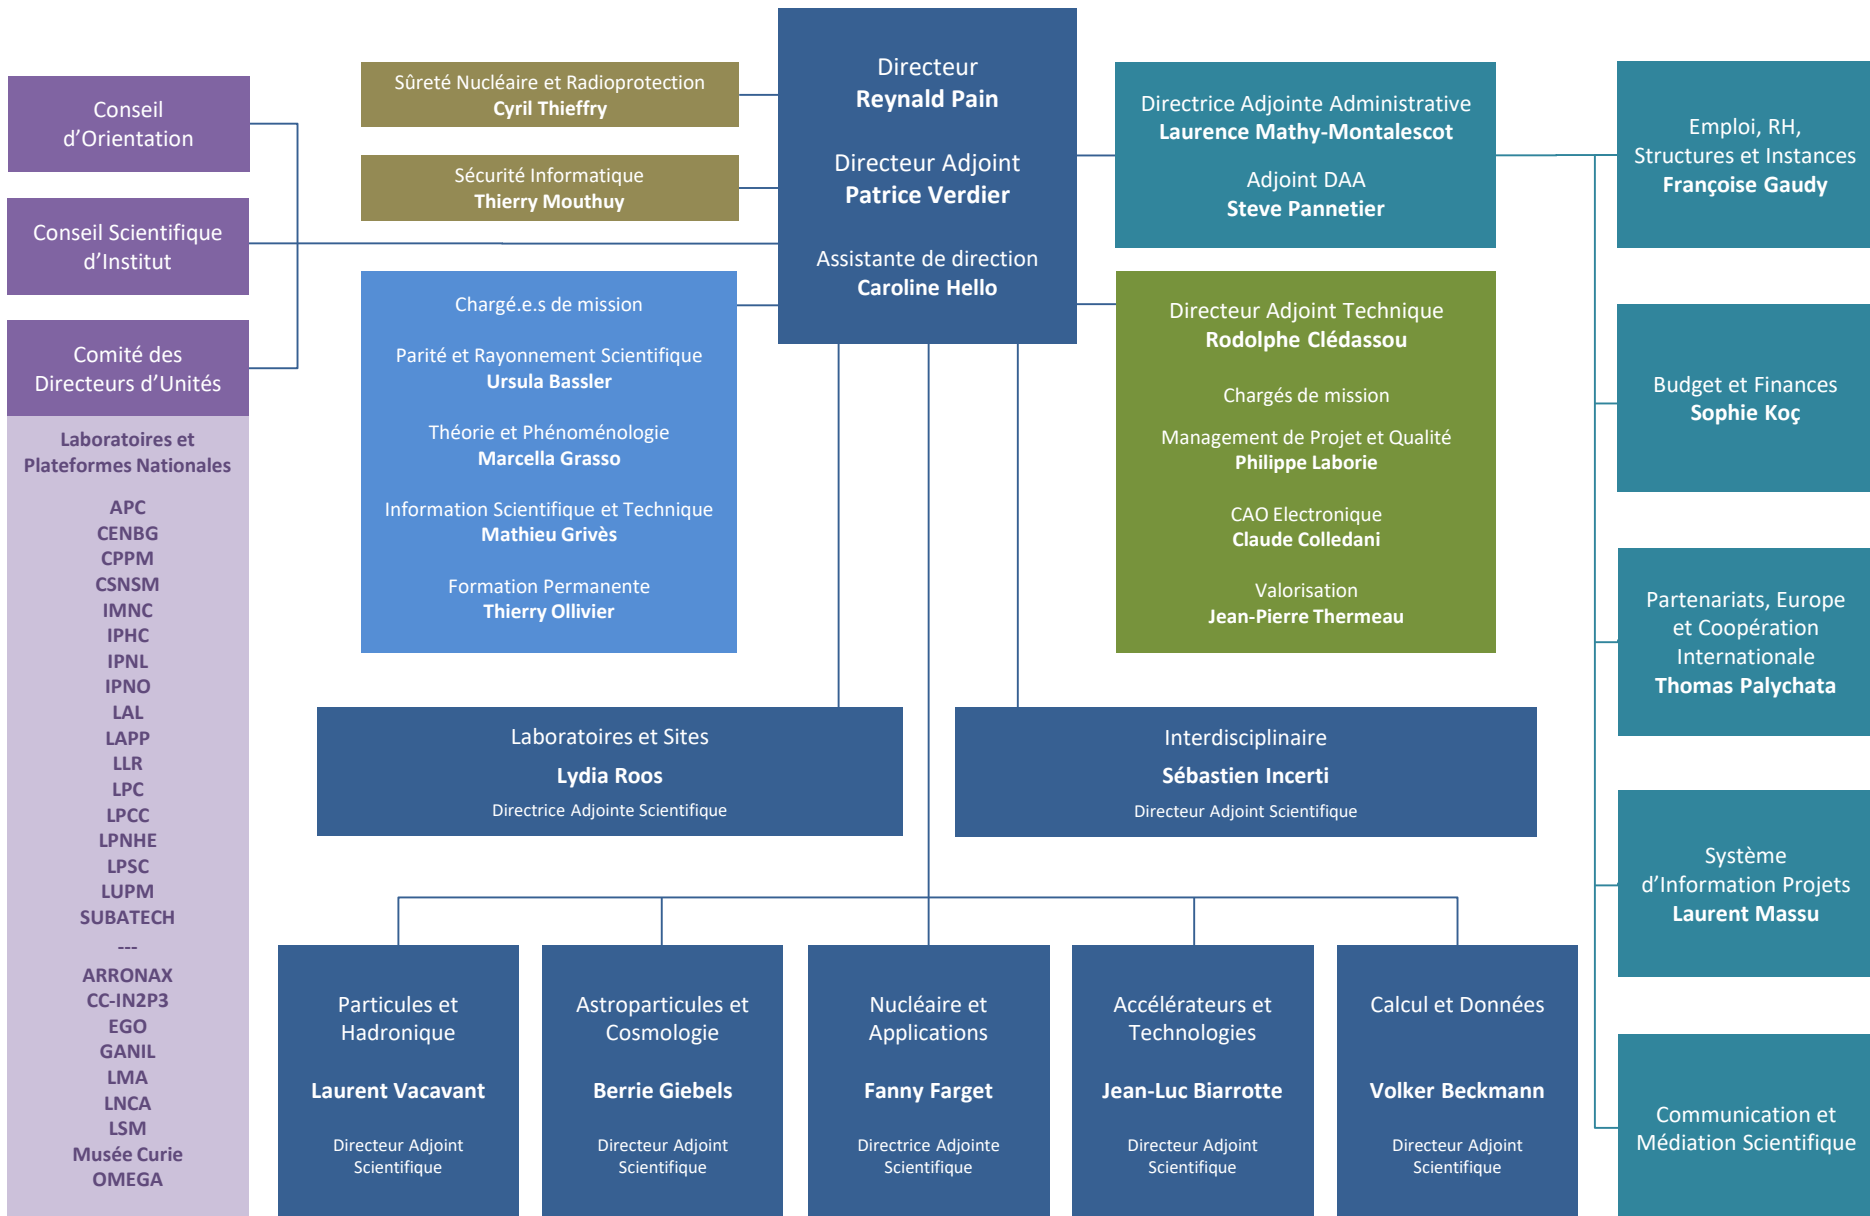 Conseil
d’Orientation
Conseil Scientifique
d’Institut
Comité des
Directeurs d’Unités
Laboratoires et
Plateformes Nationales
APC
CENBG
CPPM
CSNSM
IMNC
IPHC
IPNL
IPNO
LAL
LAPP
LLR
LPC
LPCC
LPNHE
LPSC
LUPM
SUBATECH
---
ARRONAX
CC-IN2P3
EGO
GANIL
LMA
LNCA
LSM
Musée Curie
OMEGA
Sûreté Nucléaire et Radioprotection
Cyril Thieffry
Sécurité Informatique
Thierry Mouthuy
Chargé.e.s de mission
Parité et Rayonnement Scientifique
Ursula Bassler
Théorie et Phénoménologie
Marcella Grasso
Information Scientifique et Technique
Mathieu Grivès
Formation Permanente
Thierry Ollivier
Directeur
Reynald Pain
Directeur Adjoint
Patrice Verdier
Assistante de direction
Caroline Hello
Directrice Adjointe Administrative
Laurence Mathy-Montalescot
Adjoint DAA
Steve Pannetier
Directeur Adjoint Technique
Rodolphe Clédassou
Chargés de mission
Management de Projet et Qualité
Philippe Laborie
CAO Electronique
Claude Colledani
Valorisation
Jean-Pierre Thermeau
Emploi, RH,
Structures et Instances
Françoise Gaudy
Budget et Finances
Sophie Koç
Partenariats, Europe
et Coopération
Internationale
Thomas Palychata
Système
d’Information Projets
Laurent Massu
Communication et
Médiation Scientifique
Laboratoires et Sites
Lydia Roos
Directrice Adjointe Scientifique
Interdisciplinaire
Sébastien Incerti
Directeur Adjoint Scientifique
Particules et
Hadronique
Laurent Vacavant
Directeur Adjoint
Scientifique
Astroparticules et
Cosmologie
Berrie Giebels
Directeur Adjoint
Scientifique
Nucléaire et
Applications
Fanny Farget
Directrice Adjointe
Scientifique
Accélérateurs et
Technologies
Jean-Luc Biarrotte
Directeur Adjoint
Scientifique
Calcul et Données
Volker Beckmann
Directeur Adjoint
Scientifique